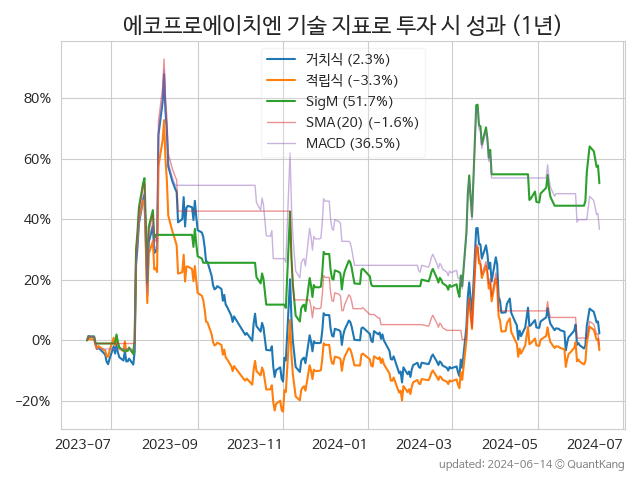 에코프로에이치엔 기술 지표로 투자 시 성과 (1년)
거치식 (2.3%)
적립식 (−3.3%)
SigM (51.7%)
SMA(20) (−1.6%)
MACD (36.5%)
80%
60%
40%
20%
0%
−20%
2023-07 2023-09 2023-11 2024-01 2024-03 2024-05 2024-07
updated: 2024-06-14 © QuantKang